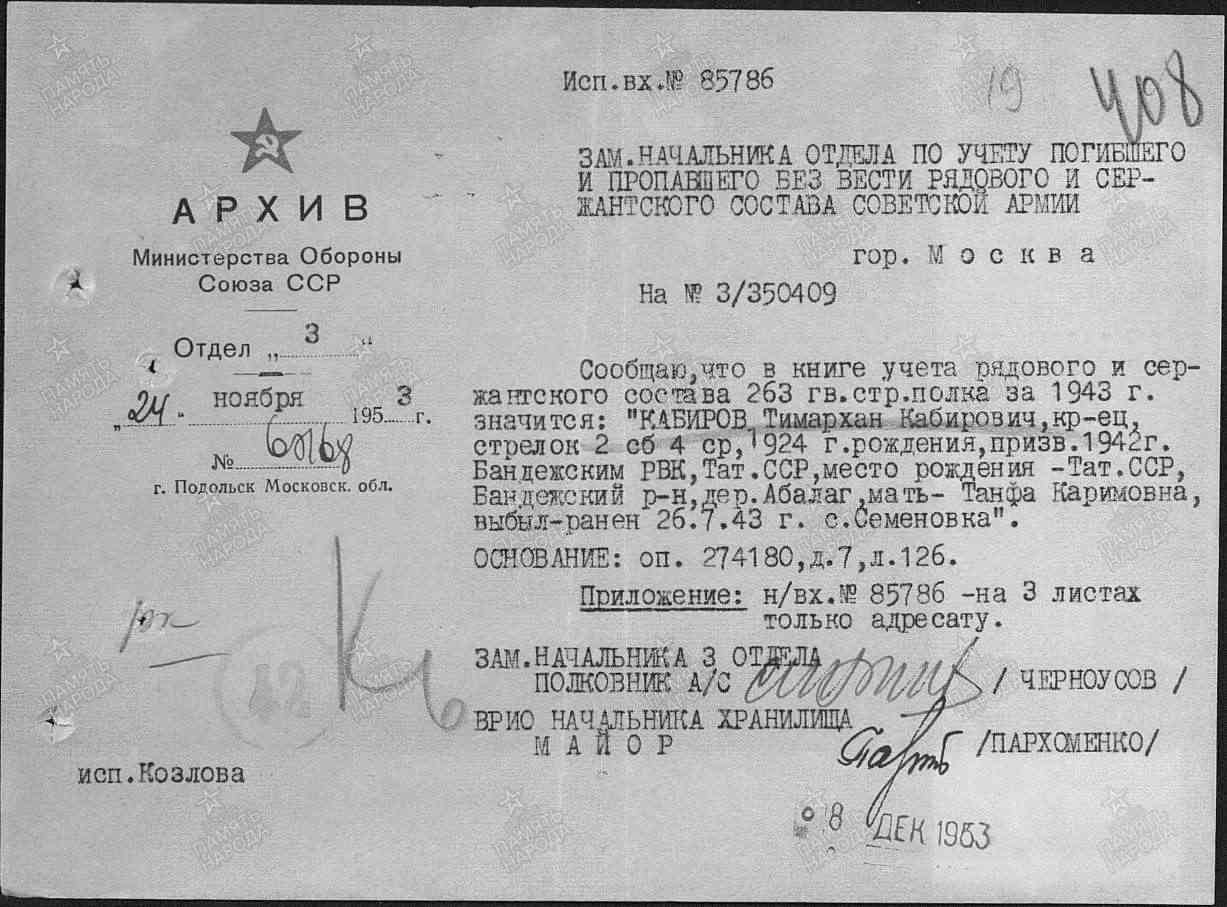 Исп.вх.№ 85786
19
408
АРХИВ
Министерства Обороны
Союза ССР
Отдел „ 3 “
„24" ноября 1953 г.
№
г. Подольск Московск. обл.
ЗАМ.НАЧАЛЬНИКА ОТДЕЛА ПО УЧЕТУ ПОГИБШЕГО
И ПРОПАВШЕГО БЕЗ ВЕСТИ РЯДОВОГО И СЕР-
ЖАНТСКОГО СОСТАВА СОВЕТСКОЙ АРМИИ
гор. Москва
На № 3/350409
Сообщаю,что в книге учета рядового и сер-
жантского состава 263 гв.стр.полка за 1943 г.
значится: "КАБИРОВ Тимархан Кабирович,кр-ец,
стрелок 2 сб 4 ср,1924 г.рождения,призв.1942г.
Бандежским РВК,Тат.ССР,место рождения -Тат.ССР,
Бандежский р-н,дер.Абалаг,мать- Танфа Каримовна,
выбыл-ранен 26.7.43 г. с.Семеновка".
ОСНОВАНИЕ: оп. 274180,д.7,л.126.
Приложение: н/вх.№ 85786 -на 3 листах
только адресату.
ЗАМ.НАЧАЛЬНИКА 3 ОТДЕЛА
ПОЛКОВНИК А/С / ЧЕРНОУСОВ /
ВРИО НАЧАЛЬНИКА ХРАНИЛИЩА
МАЙОР /ПАРХОМЕНКО/
исп.Козлова
8 ДЕК 1953
ПАМЯТЬ НАРОДА